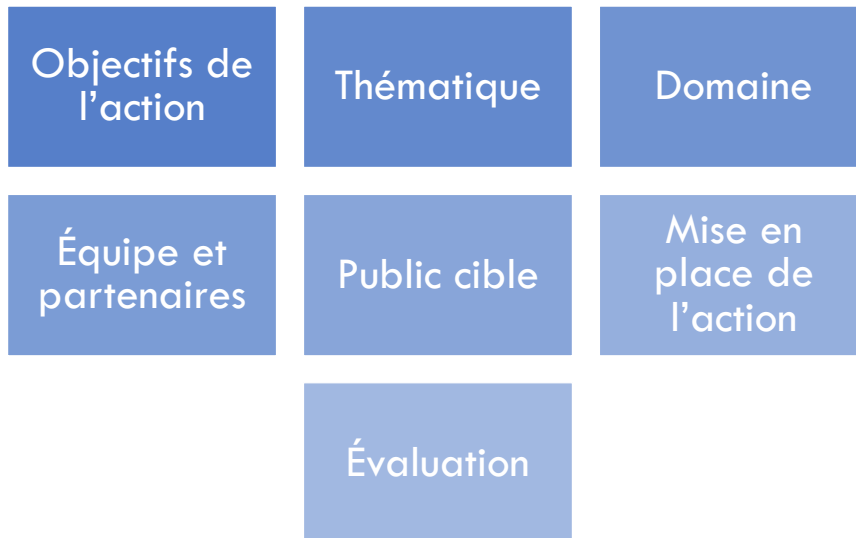 Objectifs de
l’action
Thématique
Domaine
Équipe et
partenaires
Public cible
Mise en
place de
l’action
Évaluation